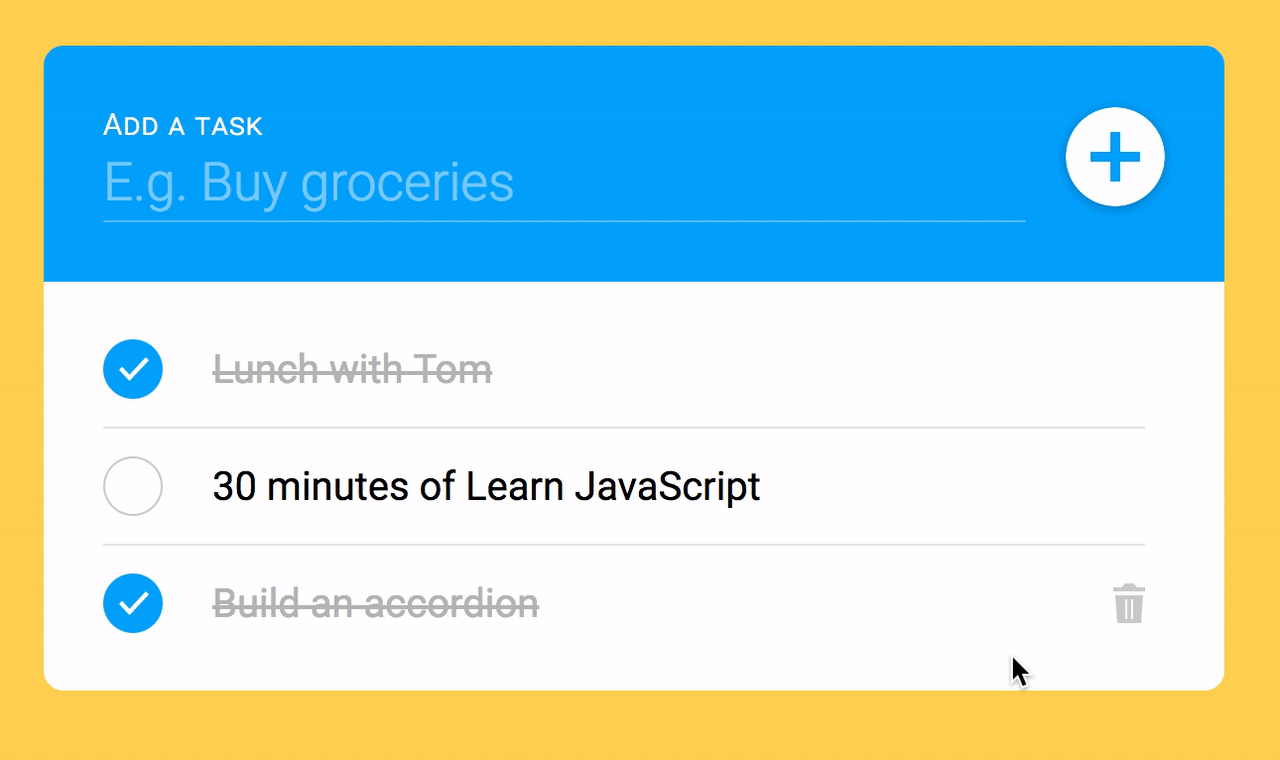 Add a task
E.g. Buy groceries
Lunch with Tom
30 minutes of Learn JavaScript
Build an accordion